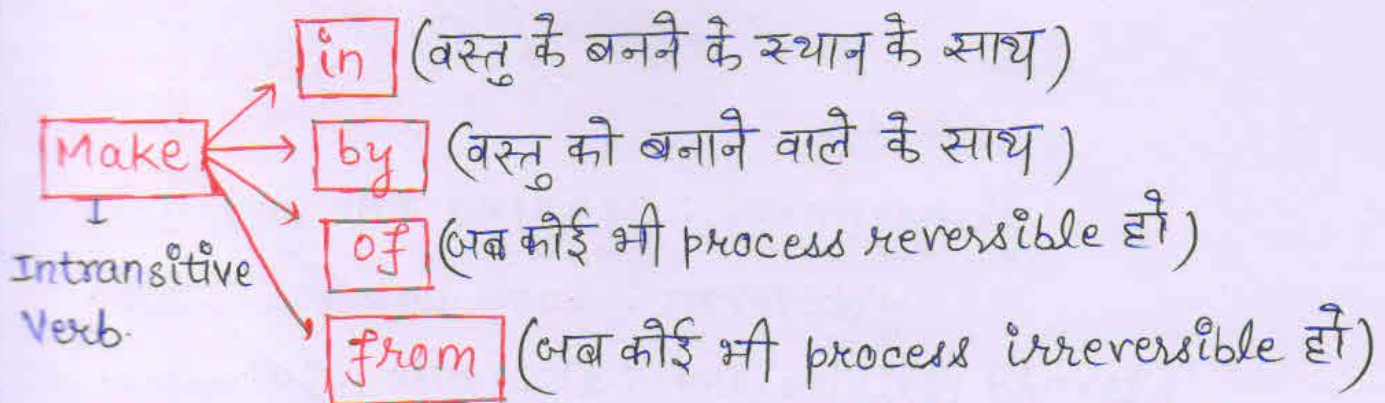 in (वस्तु के बनने के स्थान के साथ)
Make
by (वस्तु को बनाने वाले के साथ)
of (जब कोई भी process reversible हो)
Intransitive
Verb.
from (जब कोई भी process irreversible हो)